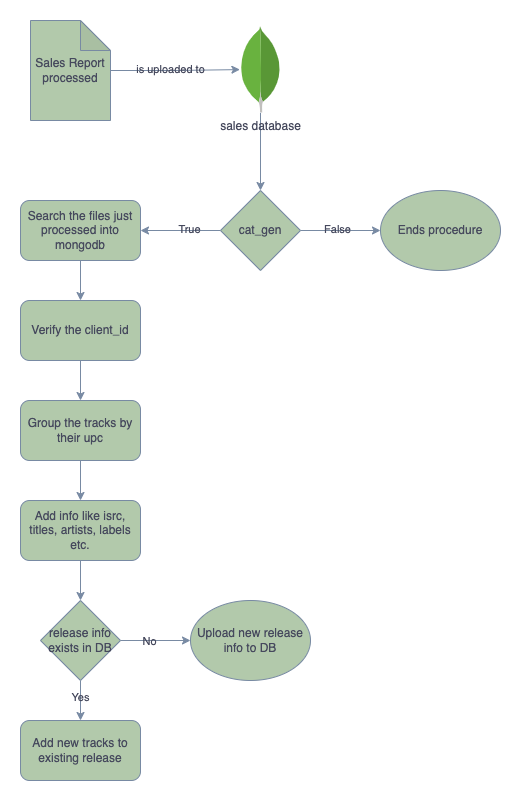 Sales Report
processed
is uploaded to
sales database
cat_gen
True
False
Ends procedure
Search the files just
processed into
mongodb
Verify the client_id
Group the tracks by
their upc
Add info like isrc,
titles, artists, labels
etc.
release info
exists in DB
No
Upload new release
info to DB
Yes
Add new tracks to
existing release